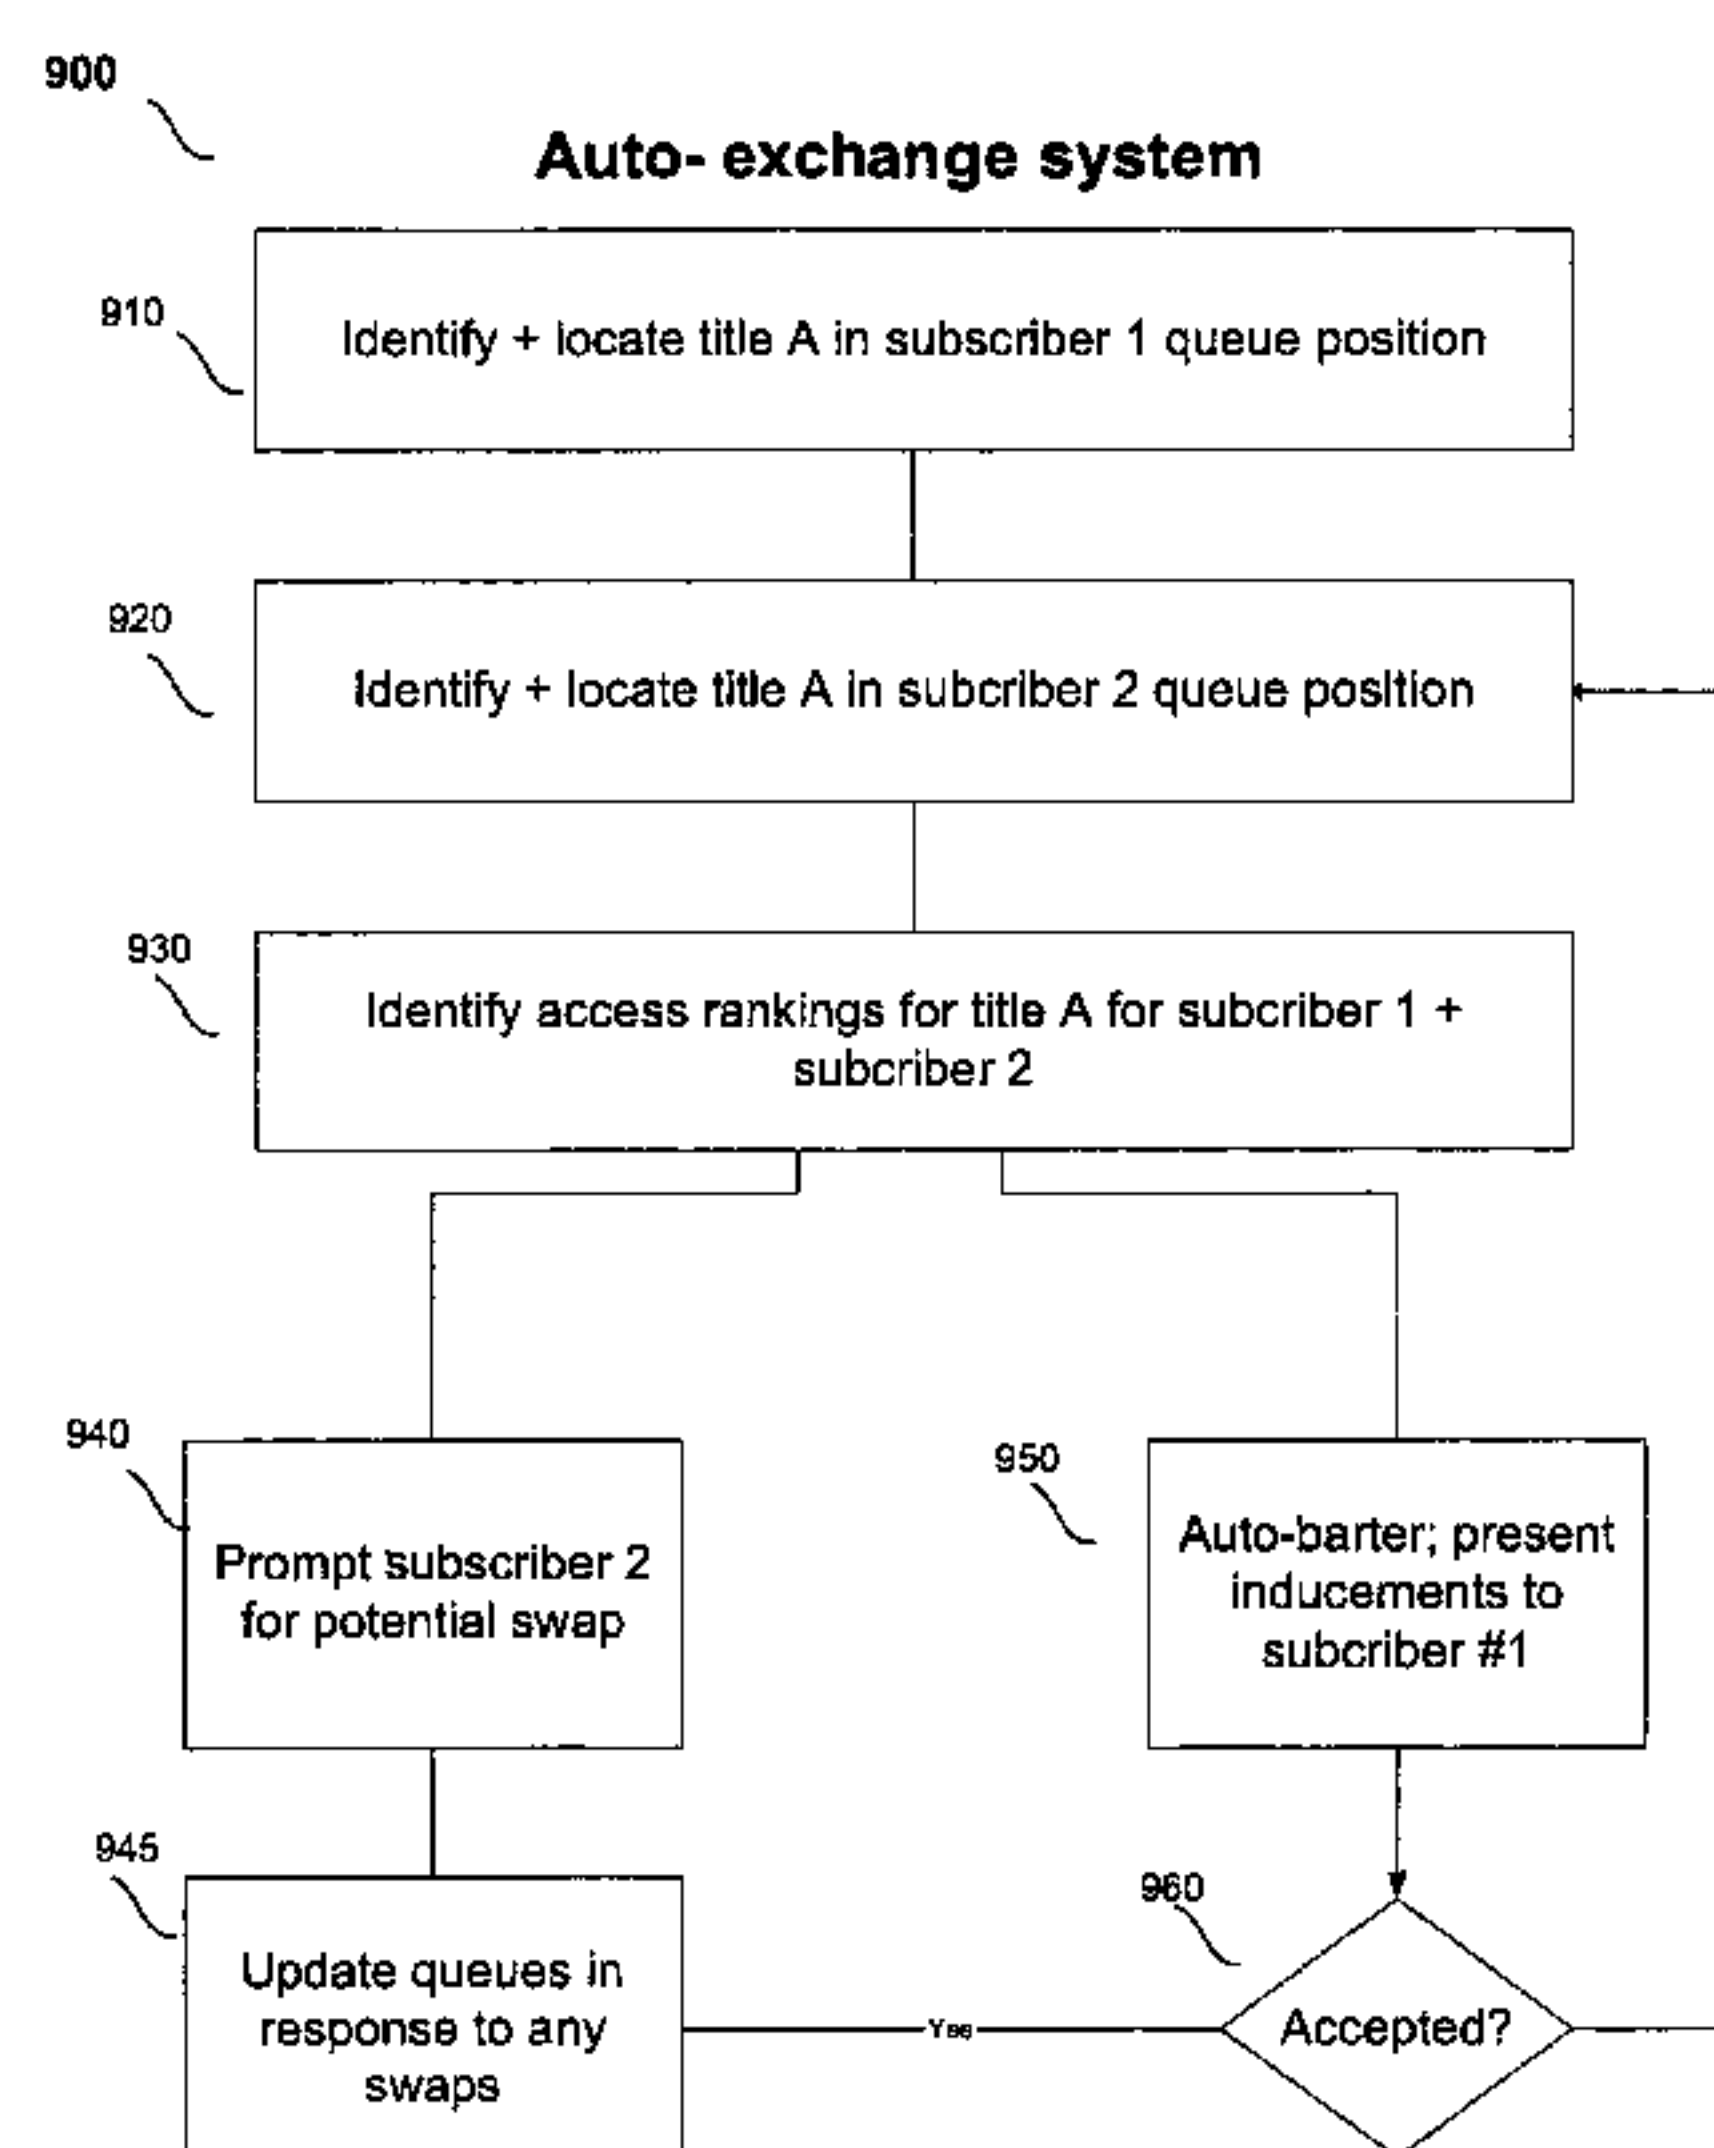 900
Auto- exchange system
910
Identify + locate title A in subscriber 1 queue position
920
Identify + locate title A in subcriber 2 queue position
930
Identify access rankings for title A for subcriber 1 +
subcriber 2
940
Prompt subscriber 2
for potential swap
950
Auto-barter; present
inducements to
subcriber #1
945
Update queues in
response to any
swaps
Yes
960
Accepted?